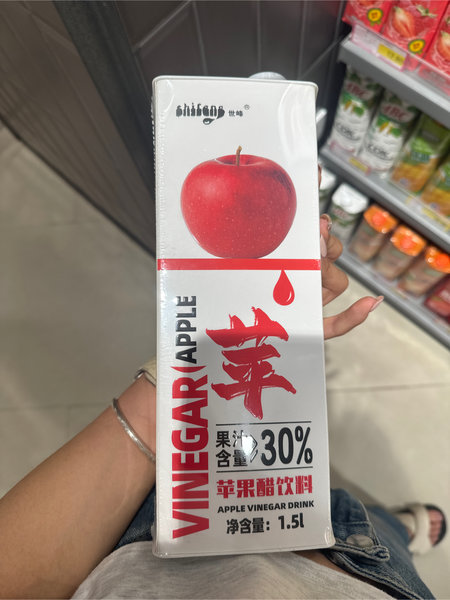 shifeng 世峰®
VINEGAR(APPLE
苹
果汁
含量≥30%
苹果醋饮料
APPLE VINEGAR DRINK
净含量：1.5l